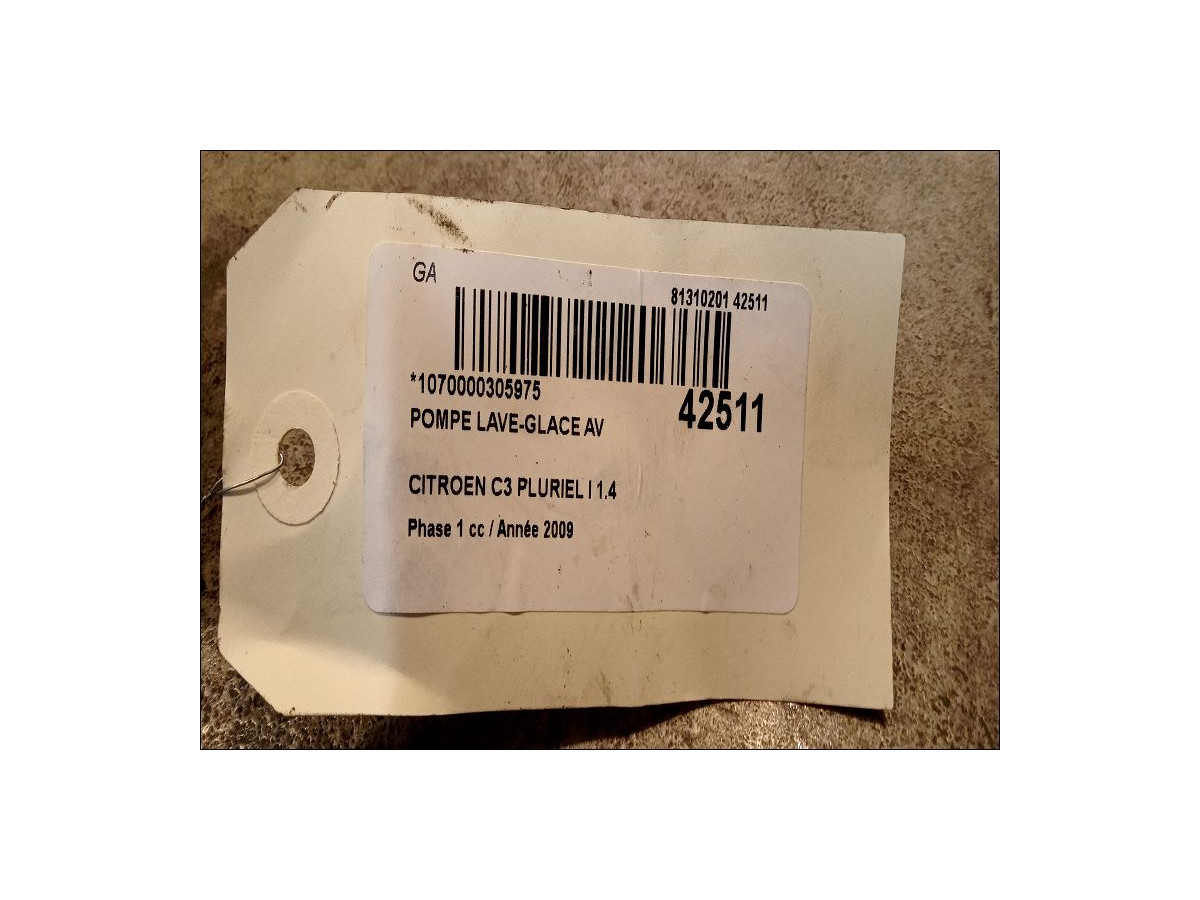 GA
81310201 42511
*1070000305975
42511
POMPE LAVE-GLACE AV
CITROEN C3 PLURIEL I 1.4
Phase 1 cc / Année 2009